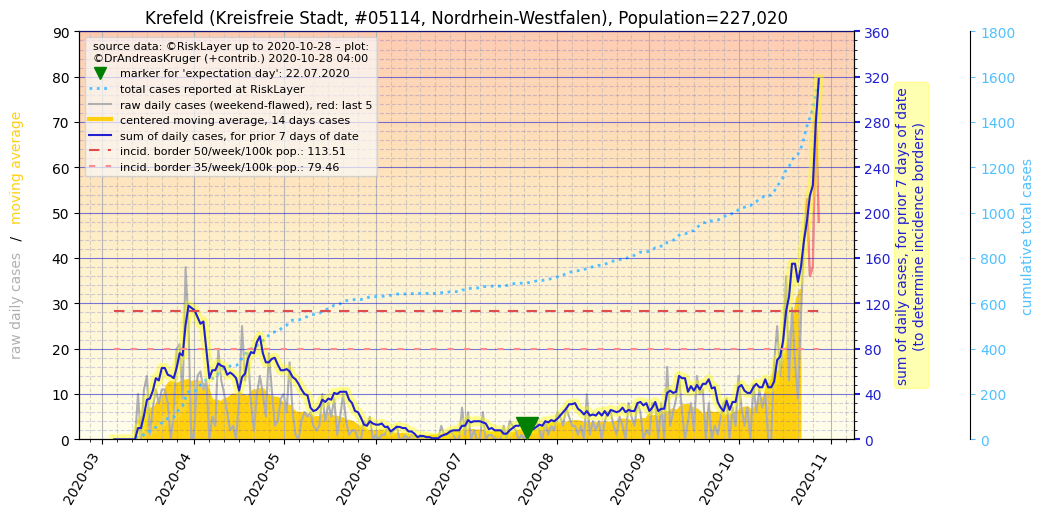 Krefeld (Kreisfreie Stadt, #05114, Nordrhein-Westfalen), Population=227,020
source data: ©RiskLayer up to 2020-10-28 – plot:
©DrAndreasKruger (+contrib.) 2020-10-28 04:00
marker for 'expectation day': 22.07.2020
total cases reported at RiskLayer
raw daily cases (weekend-flawed), red: last 5
centered moving average, 14 days cases
sum of daily cases, for prior 7 days of date
incid. border 50/week/100k pop.: 113.51
incid. border 35/week/100k pop.: 79.46
raw daily cases / moving average
90
80
70
60
50
40
30
20
10
0
2020-03
2020-04
2020-05
2020-06
2020-07
2020-08
2020-09
2020-10
2020-11
360
320
280
240
200
160
120
80
40
0
sum of daily cases, for prior 7 days of date
(to determine incidence borders)
1800
1600
1400
1200
1000
800
600
400
200
0
cumulative total cases